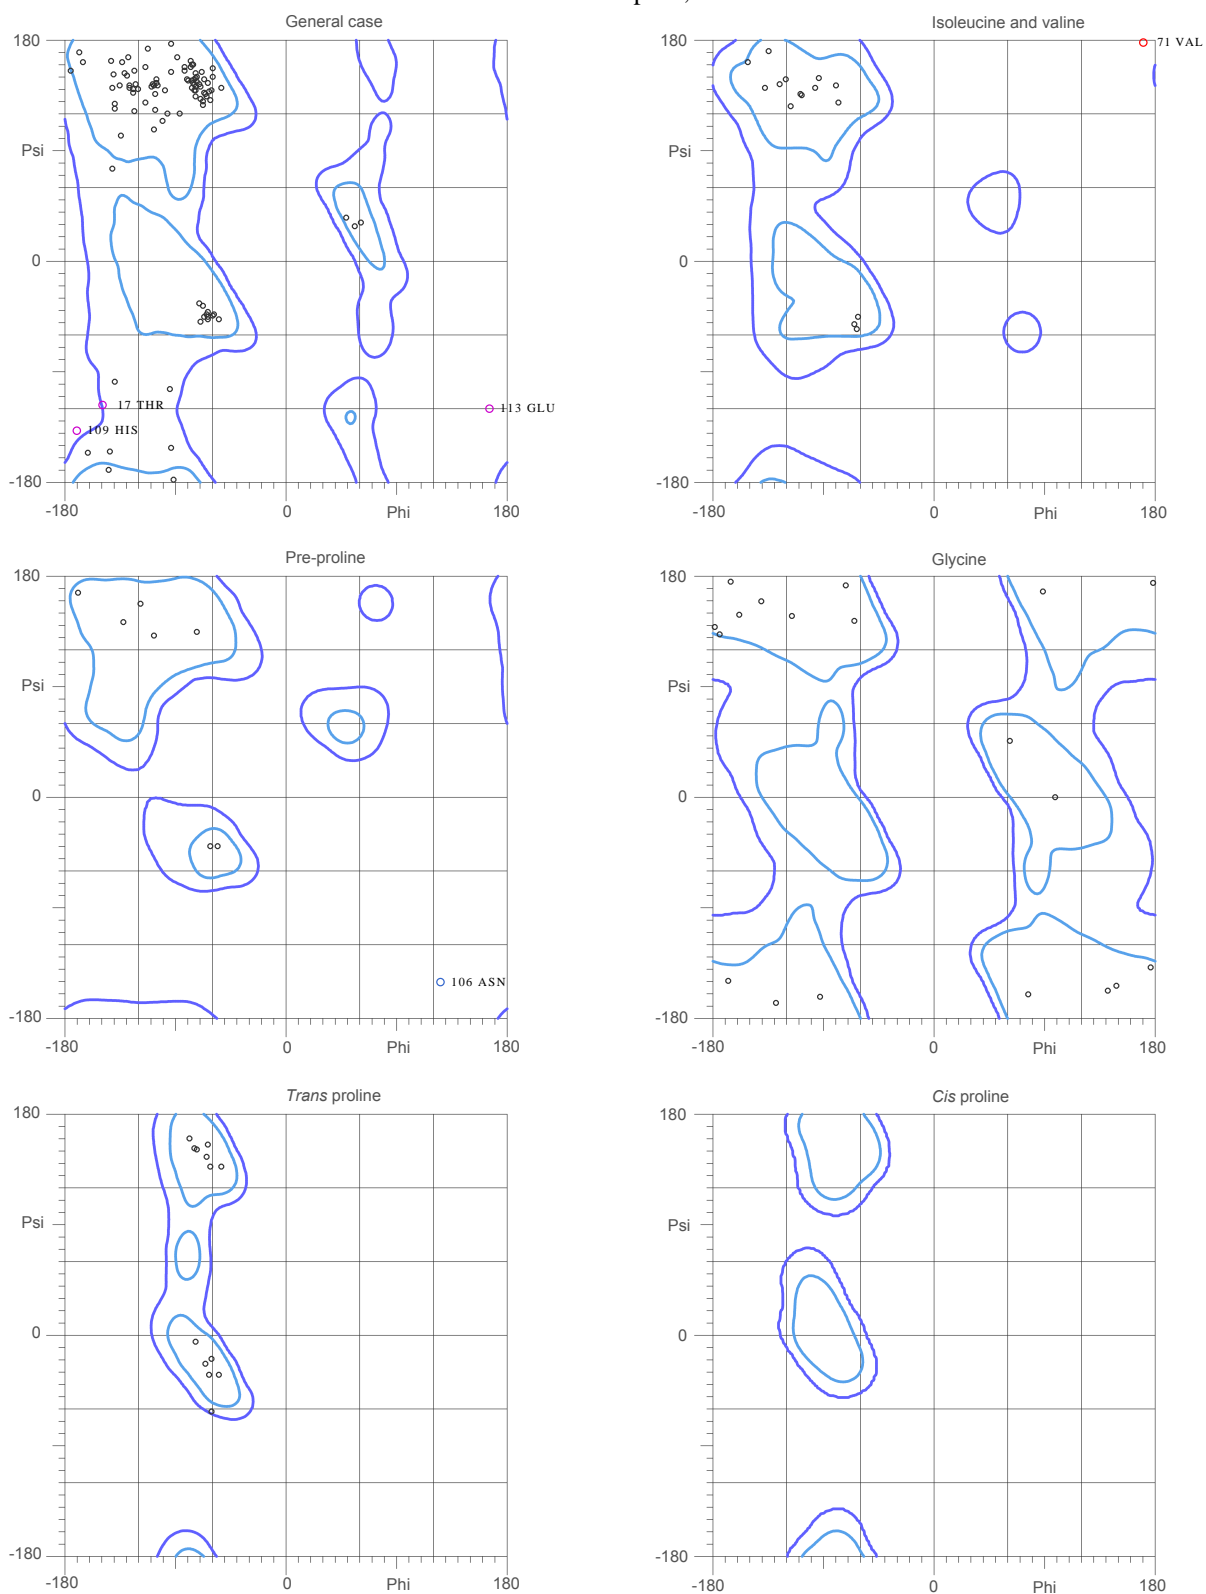 General case
Isoleucine and valine
180
180
71 VAL
Psi
Psi
0
0
17 THR
113 GLU
109 HIS
-180
-180
-180
0
Phi
180
-180
0
Phi
180
Pre-proline
Glycine
180
180
Psi
Psi
0
0
106 ASN
-180
-180
-180
0
Phi
180
-180
0
Phi
180
Trans proline
Cis proline
180
180
Psi
Psi
0
0
-180
-180
-180
0
Phi
180
-180
0
Phi
180